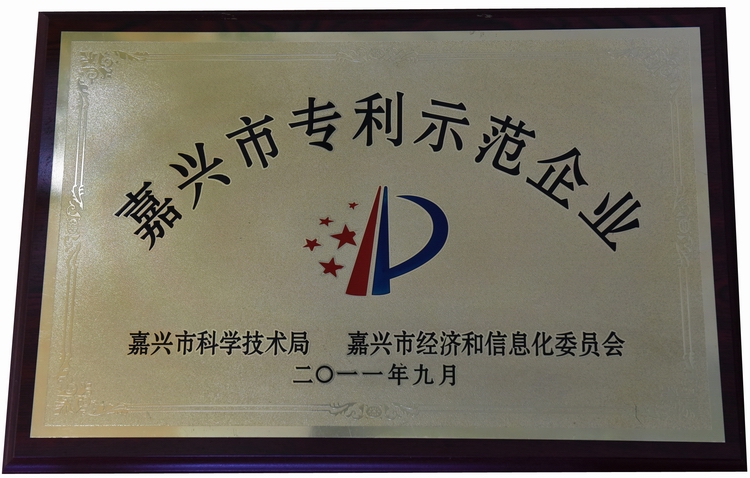 嘉兴市专利示范企业
嘉兴市科学技术局 嘉兴市经济和信息化委员会
二〇一一年九月